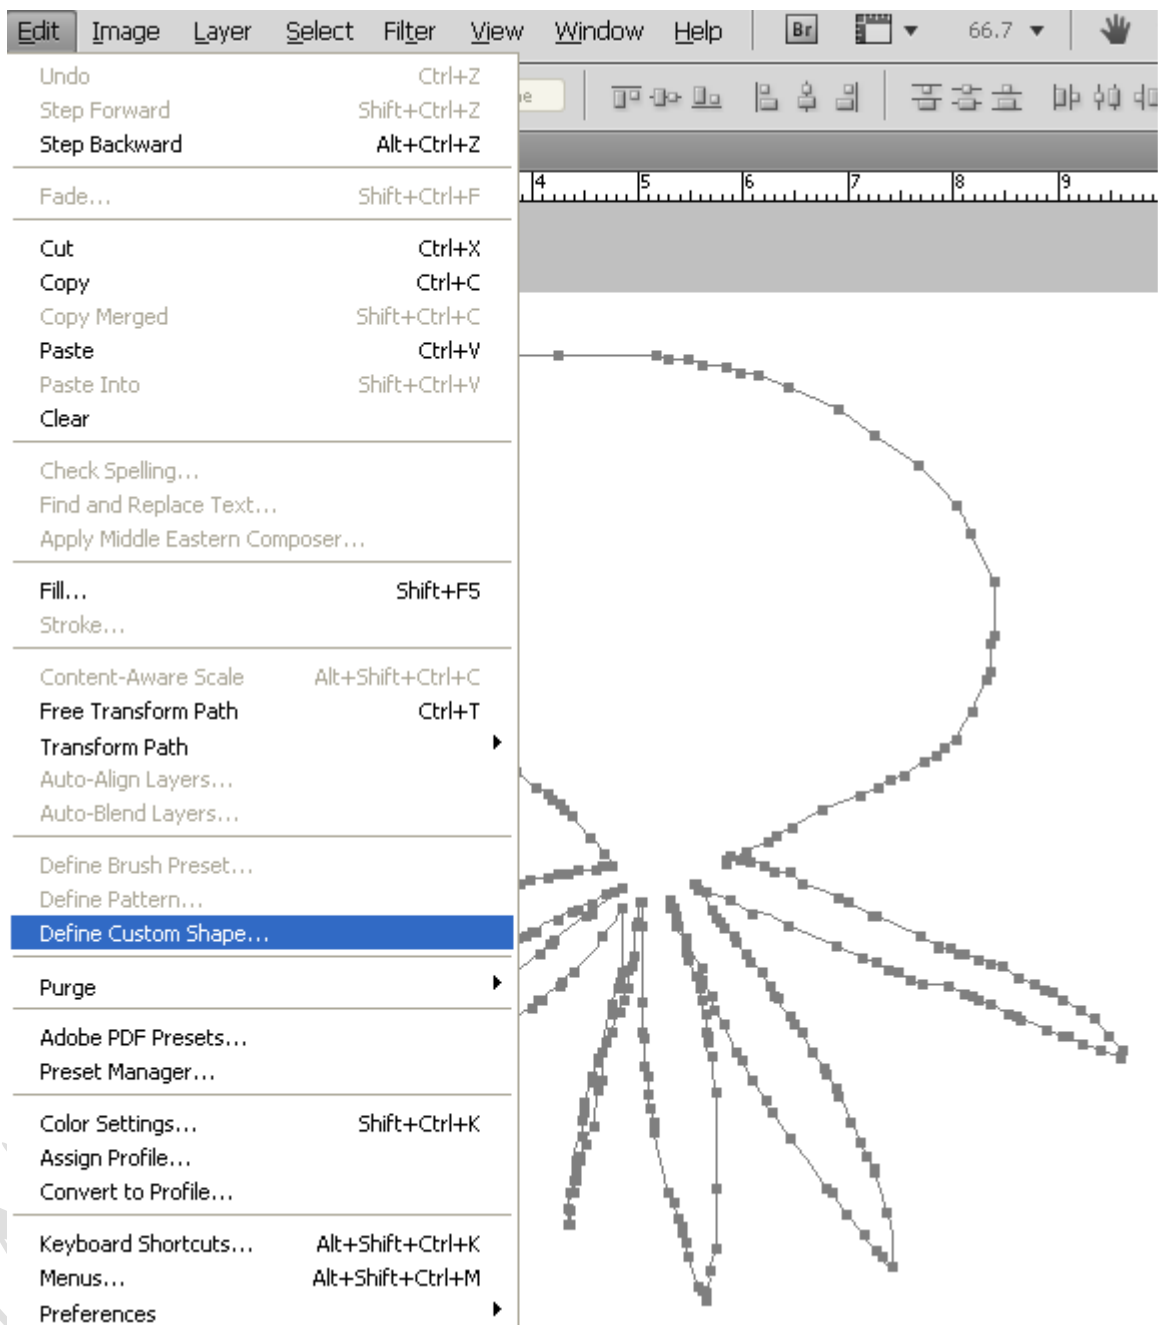 Edit Image Layer Select Filter View Window Help Br 66.7
Undo Ctrl+Z
Step Forward Shift+Ctrl+Z
Step Backward Alt+Ctrl+Z
Fade... Shift+Ctrl+F
4 5 6 7 8 9
Cut Ctrl+X
Copy Ctrl+C
Copy Merged Shift+Ctrl+C
Paste Ctrl+V
Paste Into Shift+Ctrl+V
Clear
Check Spelling...
Find and Replace Text...
Apply Middle Eastern Composer...
Fill... Shift+F5
Stroke...
Content-Aware Scale Alt+Shift+Ctrl+C
Free Transform Path Ctrl+T
Transform Path
Auto-Align Layers...
Auto-Blend Layers...
Define Brush Preset...
Define Pattern...
Define Custom Shape...
Purge
Adobe PDF Presets...
Preset Manager...
Color Settings... Shift+Ctrl+K
Assign Profile...
Convert to Profile...
Keyboard Shortcuts... Alt+Shift+Ctrl+K
Menus... Alt+Shift+Ctrl+M
Preferences